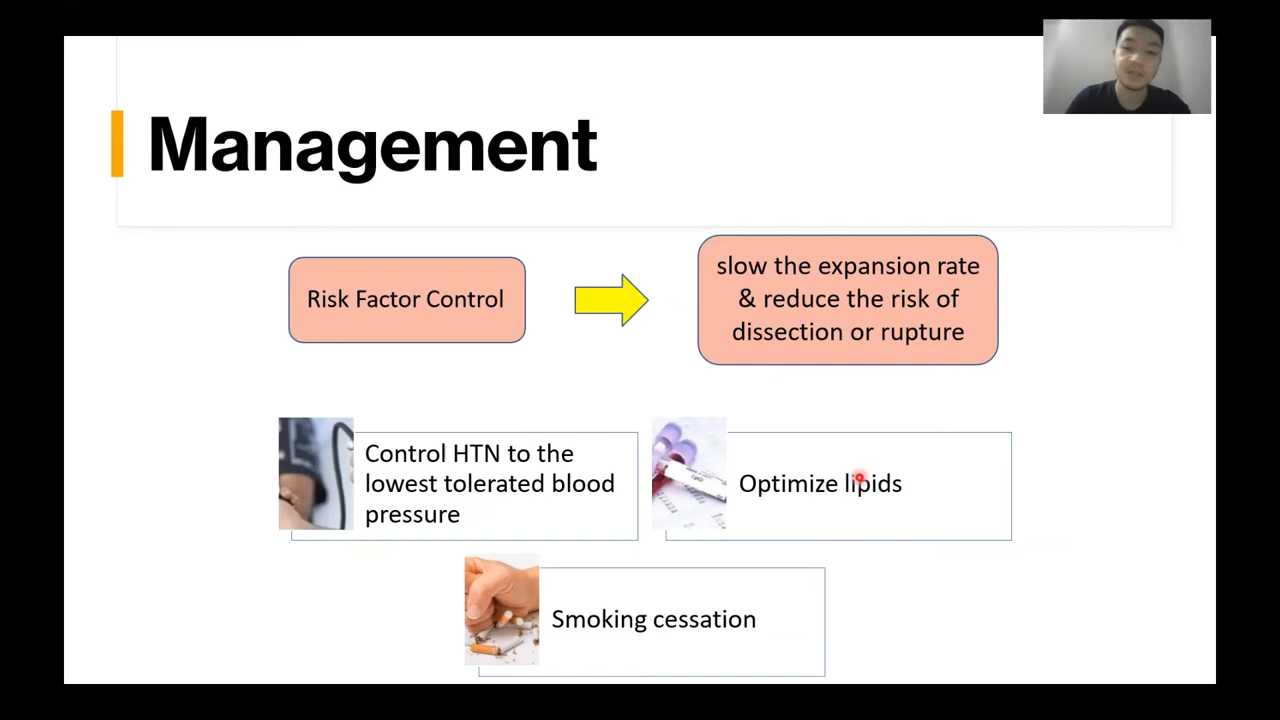 Management
Risk Factor Control
slow the expansion rate
& reduce the risk of
dissection or rupture
Control HTN to the
lowest tolerated blood
pressure
Optimize lipids
Smoking cessation